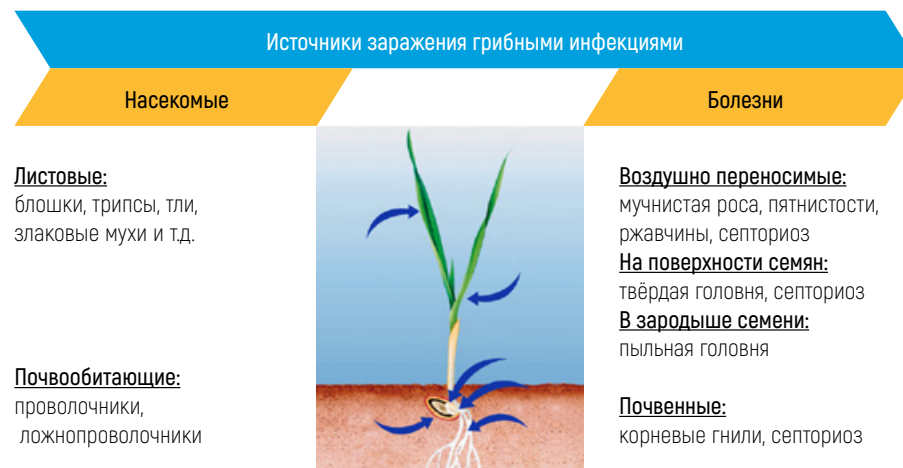 Источники заражения грибными инфекциями
Насекомые
Болезни
Листовые:
блошки, трипсы, тли,
злаковые мухи и т.д.
Почвообитающие:
проволочники,
ложнопроволочники
Воздушно переносимые:
мучнистая роса, пятнистости,
ржавчины, септориоз
На поверхности семян:
твёрдая головня, септориоз
В зародыше семени:
пыльная головня
Почвенные:
корневые гнили, септориоз